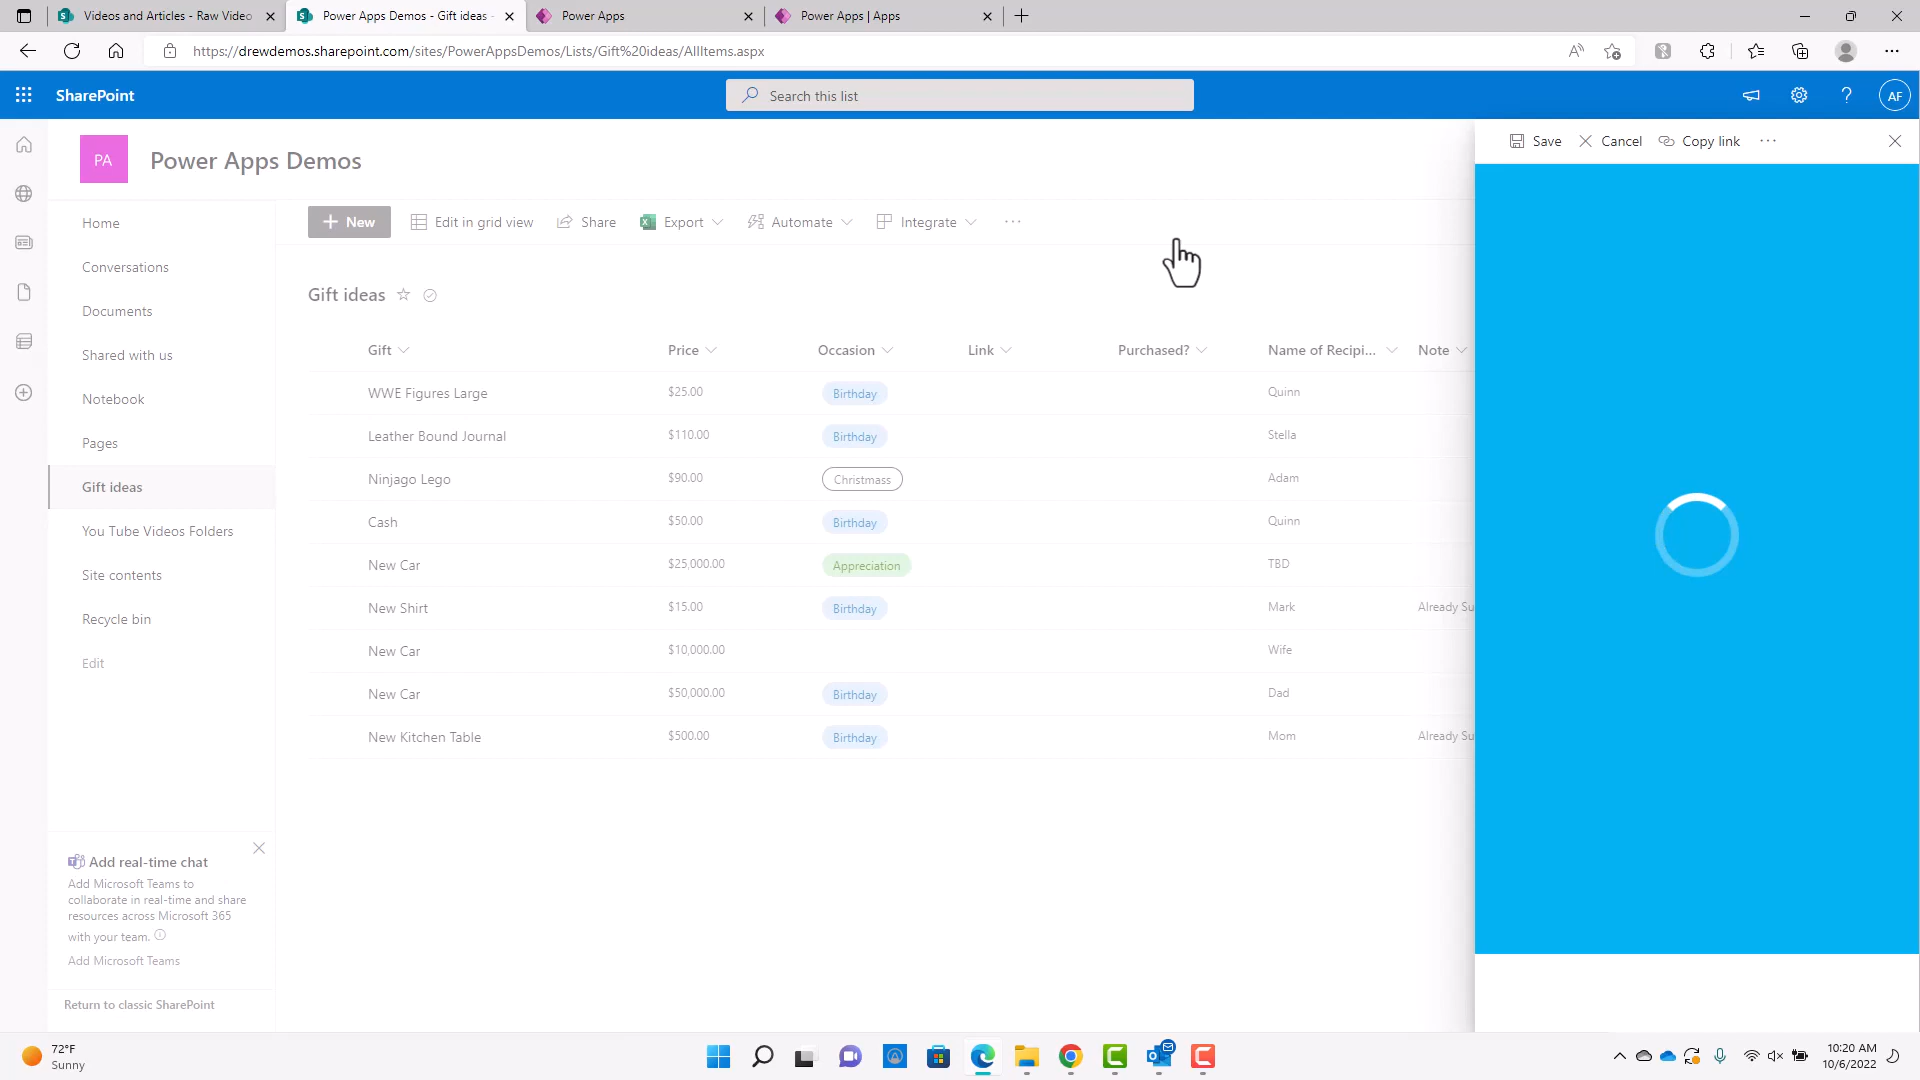 Videos and Articles - Raw Video
Power Apps Demos - Gift ideas -
Power Apps
Power Apps | Apps
https://drewdemos.sharepoint.com/sites/PowerAppsDemos/Lists/Gift%20ideas/AllItems.aspx
SharePoint
Search this list
AF
PA
Power Apps Demos
Save
Cancel
Copy link
New
Edit in grid view
Share
Export
Automate
Integrate
Home
Conversations
Documents
Shared with us
Notebook
Pages
Gift ideas
You Tube Videos Folders
Site contents
Recycle bin
Edit
Gift ideas
Gift Price Occasion Link Purchased? Name of Recipi... Note
WWE Figures Large $25.00 Birthday Quinn
Leather Bound Journal $110.00 Birthday Stella
Ninjago Lego $90.00 Christmass Adam
Cash $50.00 Birthday Quinn
New Car $25,000.00 Appreciation TBD
New Shirt $15.00 Birthday Mark Already Su
New Car $10,000.00 Wife
New Car $50,000.00 Birthday Dad
New Kitchen Table $500.00 Birthday Mom Already Su
Add real-time chat
Add Microsoft Teams to
collaborate in real-time and share
resources across Microsoft 365
with your team.
Add Microsoft Teams
Return to classic SharePoint
72°F
Sunny
10:20 AM
10/6/2022